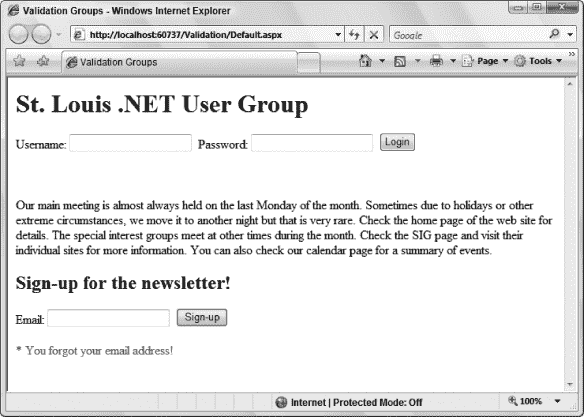 Validation Groups - Windows Internet Explorer
http://localhost:60737/Validation/Default.aspx
Google
Validation Groups
Page
Tools
St. Louis .NET User Group
Username: Password: Login
Our main meeting is almost always held on the last Monday of the month. Sometimes due to holidays or other
extreme circumstances, we move it to another night but that is very rare. Check the home page of the web site for
details. The special interest groups meet at other times during the month. Check the SIG page and visit their
individual sites for more information. You can also check our calendar page for a summary of events.
Sign-up for the newsletter!
Email: Sign-up
* You forgot your email address!
Internet | Protected Mode: Off
100%